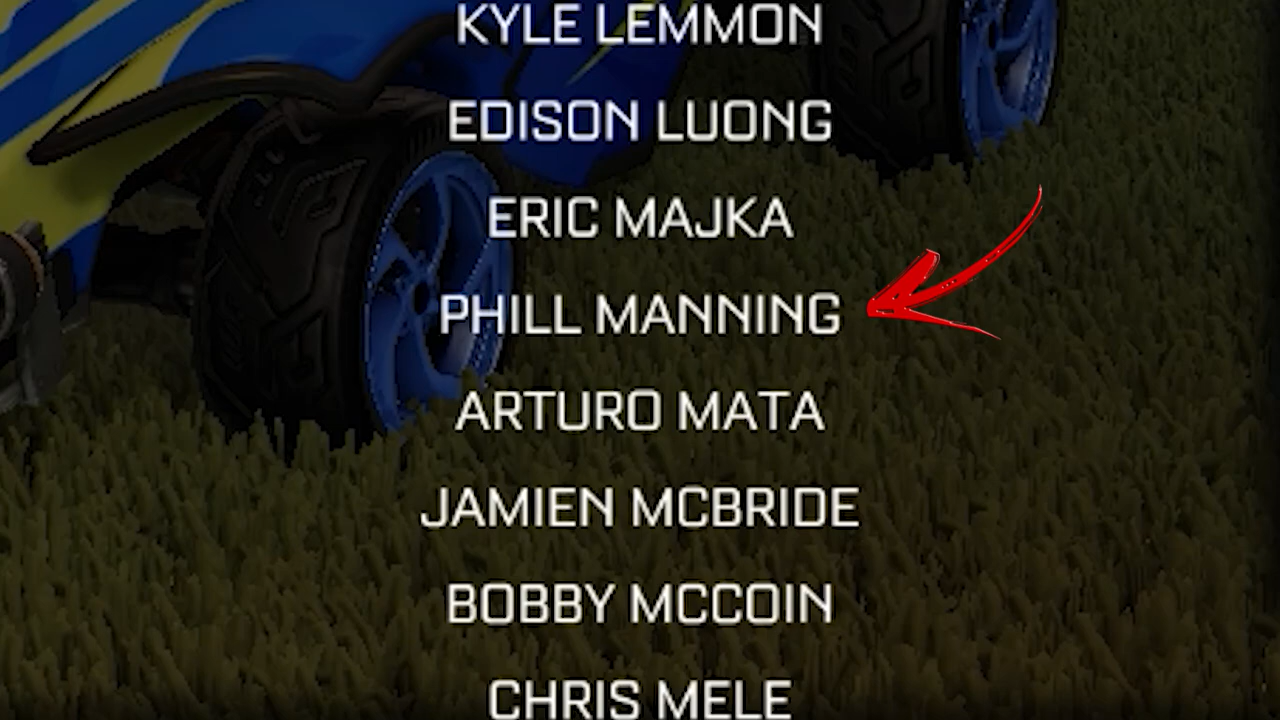 KYLE LEMMON
EDISON LUONG
ERIC MAJKA
PHILL MANNING
ARTURO MATA
JAMIEN MCBRIDE
BOBBY MCCOIN
CHRIS MELE